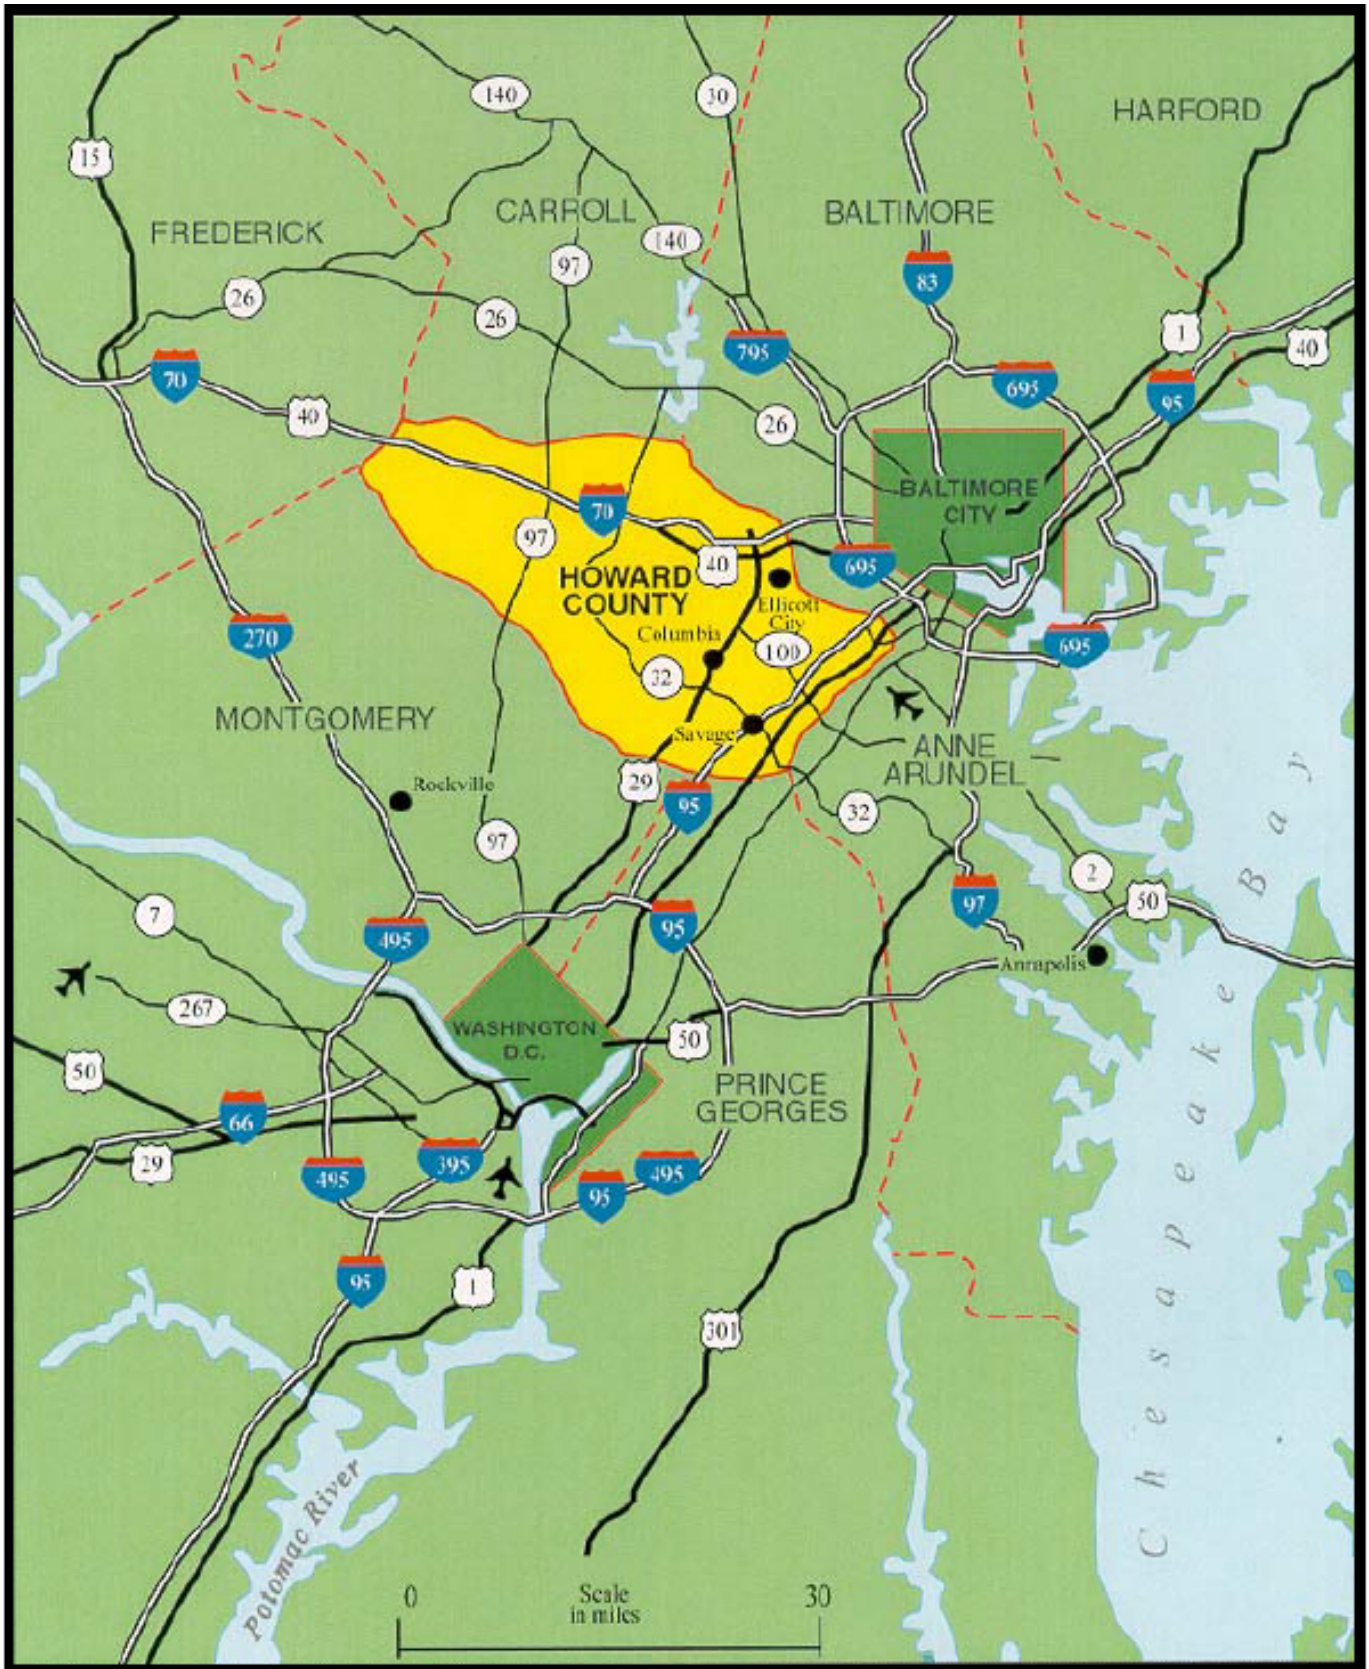 140
30
HARFORD
15
CARROLL
BALTIMORE
FREDERICK
140
97
83
26
26
1
40
795
70
695
95
40
26
BALTIMORE
CITY
70
97
40
695
HOWARD
COUNTY
Ellicott
City
Columbia
100
270
695
32
MONTGOMERY
Savage
ANNE
ARUNDEL
Rockville
29
95
32
97
2
50
97
7
95
495
Annapolis
267
WASHINGTON
D.C.
50
50
PRINCE
GEORGES
66
29
395
495
495
95
95
1
301
Chesapeake Bay
Potomac River
0
Scale
in miles
30